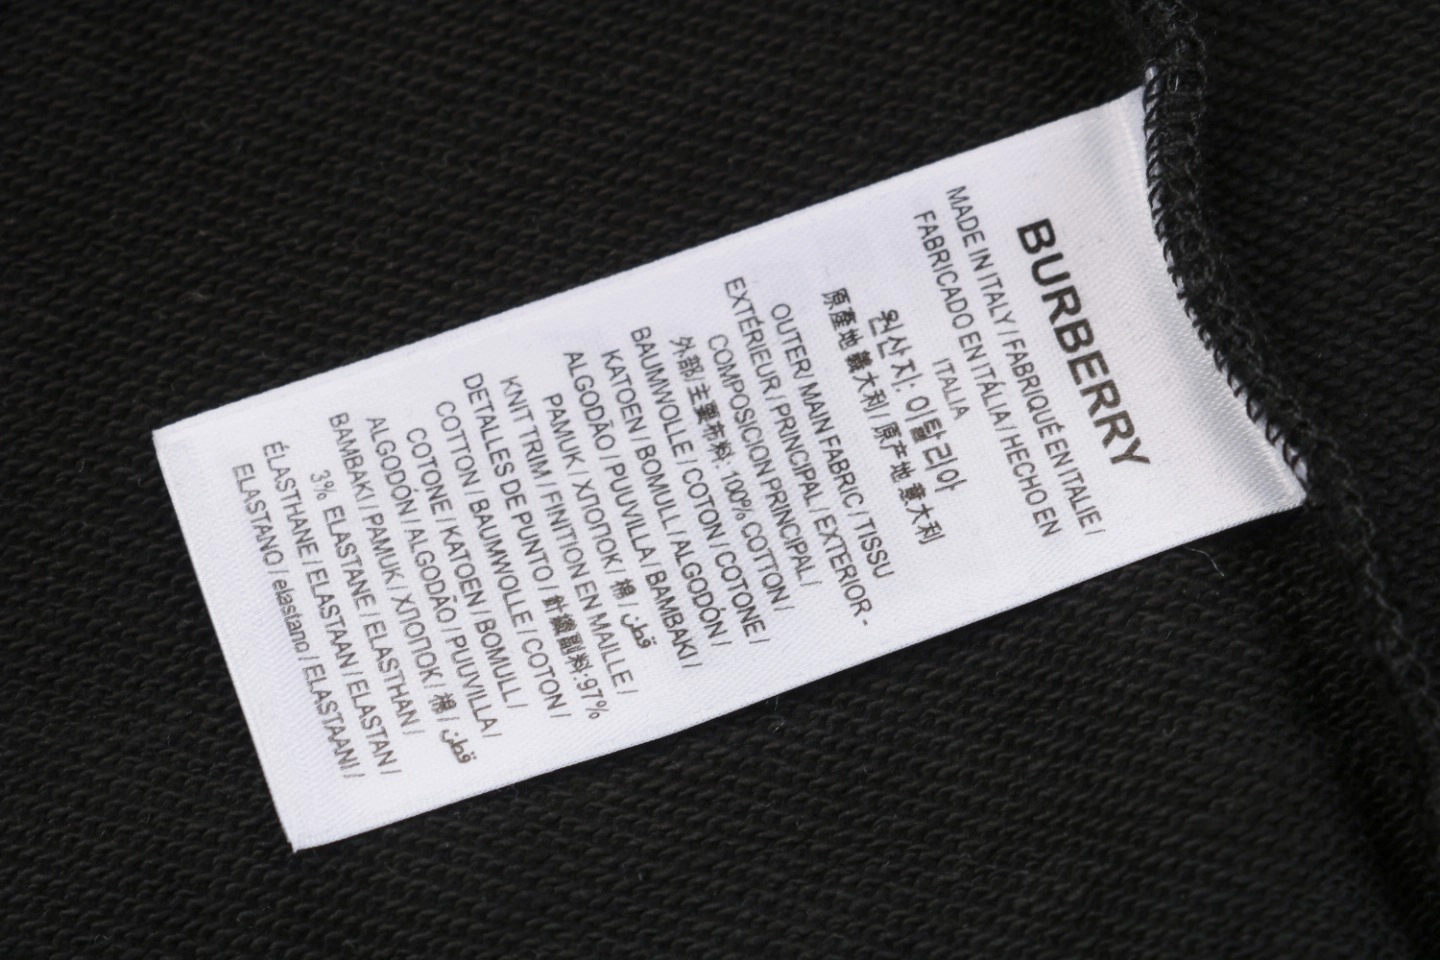 BURBERRY
MADE IN ITALY / FABRIQUÉ EN ITALIE /
FABRICADO EN ITÁLIA / HECHO EN
ITALIA
원산지: 이탈리아
原產地 義大利 / 原产地 意大利
OUTER/ MAIN FABRIC / TISSU
EXTÉRIEUR / PRINCIPAL / EXTERIOR -
COMPOSICION PRINCIPAL /
外部/主要布料: 100% COTTON /
BAUMWOLLE / COTON / COTONE /
KATOEN / BOMULL / ALGODÓN /
ALGODÃO / PUUVILLA / BAMBAKI /
PAMUK / ХЛОПОК / 棉 / قطن
KNIT TRIM / FINITION EN MAILLE /
DETALLES DE PUNTO / 針織副料:97%
COTTON / BAUMWOLLE / COTON /
COTONE / KATOEN / BOMULL /
ALGODÓN / ALGODÃO / PUUVILLA /
BAMBAKI / PAMUK / ХЛОПОК / 棉 / قطن
3% ELASTANE / ELASTHAN /
ÉLASTHANE / ELASTAAN / ELASTAN /
ELASTANO / elastano / ELASTAANI /